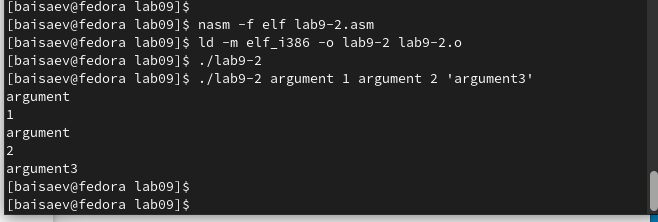 [baisaev@fedora lab09]$
[baisaev@fedora lab09]$ nasm -f elf lab9-2.asm
[baisaev@fedora lab09]$ ld -m elf_i386 -o lab9-2 lab9-2.o
[baisaev@fedora lab09]$ ./lab9-2
[baisaev@fedora lab09]$ ./lab9-2 argument 1 argument 2 'argument3'
argument
1
argument
2
argument3
[baisaev@fedora lab09]$
[baisaev@fedora lab09]$